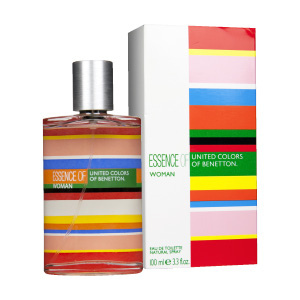 ESSENCE OF
WOMAN
UNITED COLORS
OF BENETTON.
ESSENCE OF
WOMAN
UNITED COLORS
OF BENETTON.
EAU DE TOILETTE
NATURAL SPRAY
100 ml e 3.3 fl.oz.